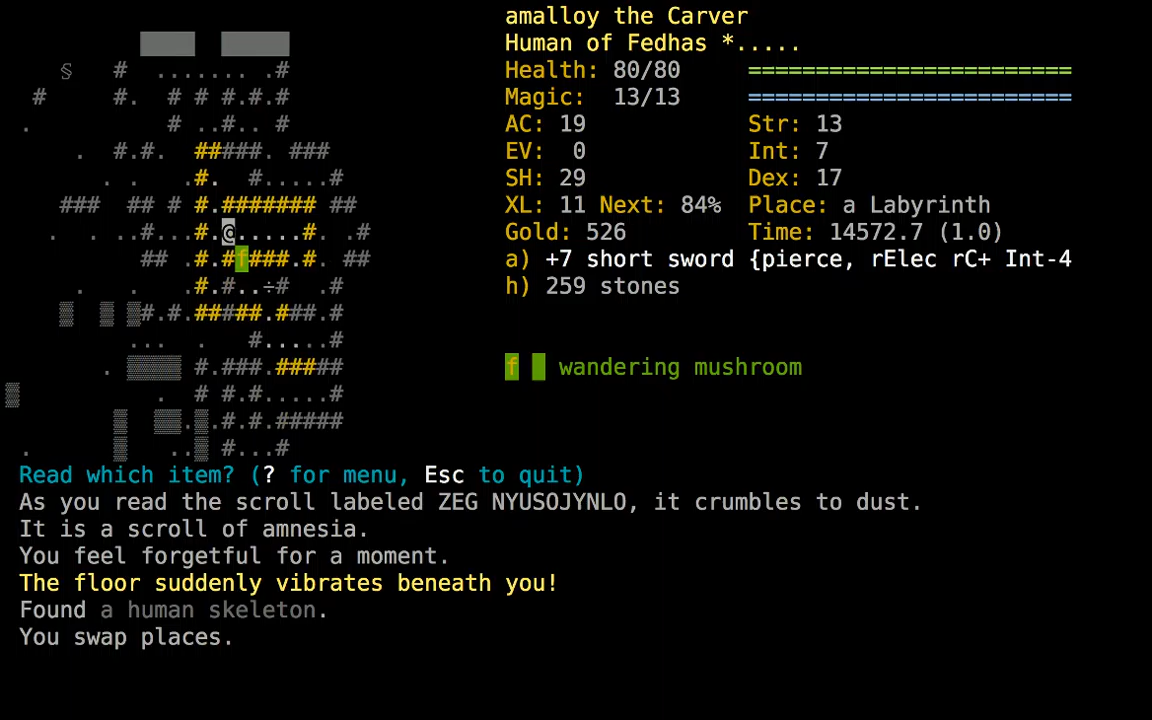 amalloy the Carver
Human of Fedhas *.....
Health: 80/80 ========================
Magic: 13/13 ========================
AC: 19 Str: 13
EV: 0 Int: 7
SH: 29 Dex: 17
XL: 11 Next: 84% Place: a Labyrinth
Gold: 526 Time: 14572.7 (1.0)
a) +7 short sword {pierce, rElec rC+ Int-4
h) 259 stones
f wandering mushroom
Read which item? (? for menu, Esc to quit)
As you read the scroll labeled ZEG NYUSOJYNLO, it crumbles to dust.
It is a scroll of amnesia.
You feel forgetful for a moment.
The floor suddenly vibrates beneath you!
Found a human skeleton.
You swap places.